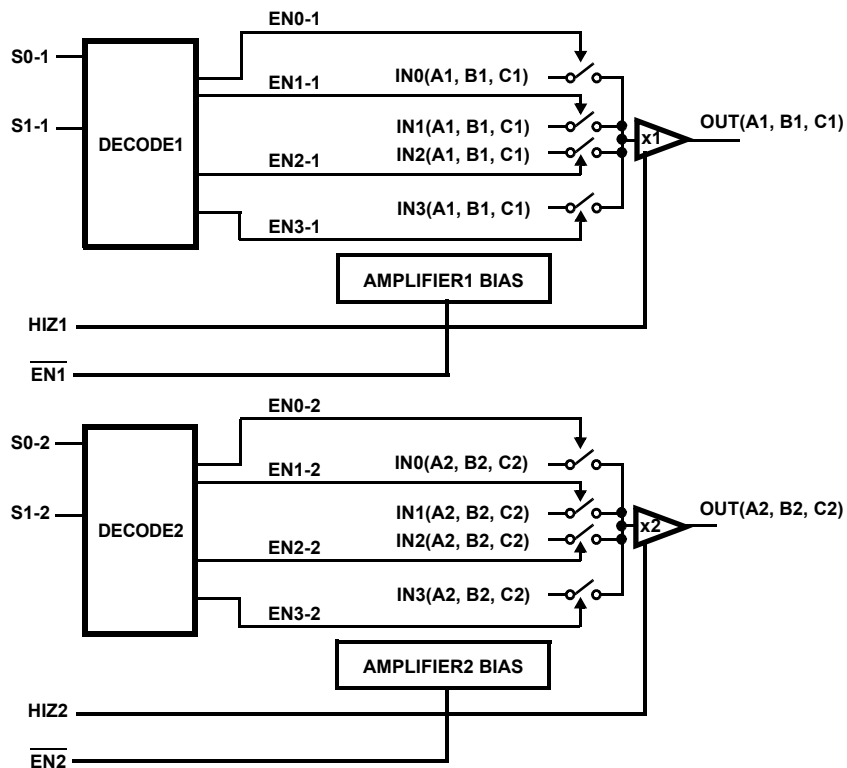 EN0-1
S0-1
IN0(A1, B1, C1)
EN1-1
OUT(A1, B1, C1)
S1-1
IN1(A1, B1, C1)
x1
DECODE1
IN2(A1, B1, C1)
EN2-1
IN3(A1, B1, C1)
EN3-1
AMPLIFIER1 BIAS
HIZ1
EN1
EN0-2
S0-2
IN0(A2, B2, C2)
EN1-2
OUT(A2, B2, C2)
S1-2
IN1(A2, B2, C2)
x2
DECODE2
IN2(A2, B2, C2)
EN2-2
IN3(A2, B2, C2)
EN3-2
AMPLIFIER2 BIAS
HIZ2
EN2